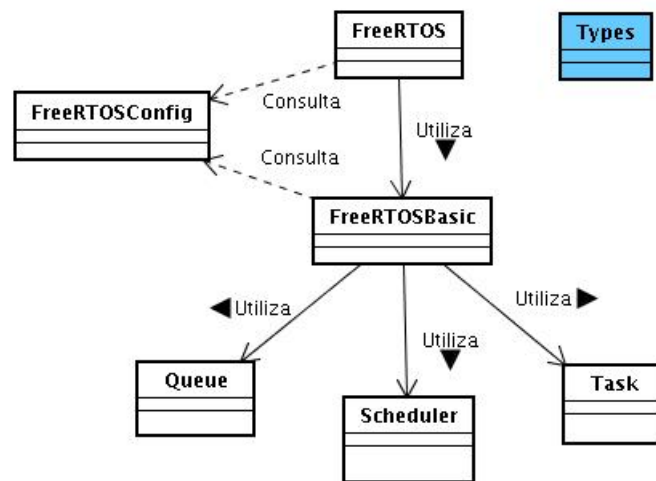 FreeRTOS
Types
FreeRTOSConfig
Consulta
Utiliza
Consulta
FreeRTOSBasic
Utiliza
Utiliza
Utiliza
Queue
Scheduler
Task